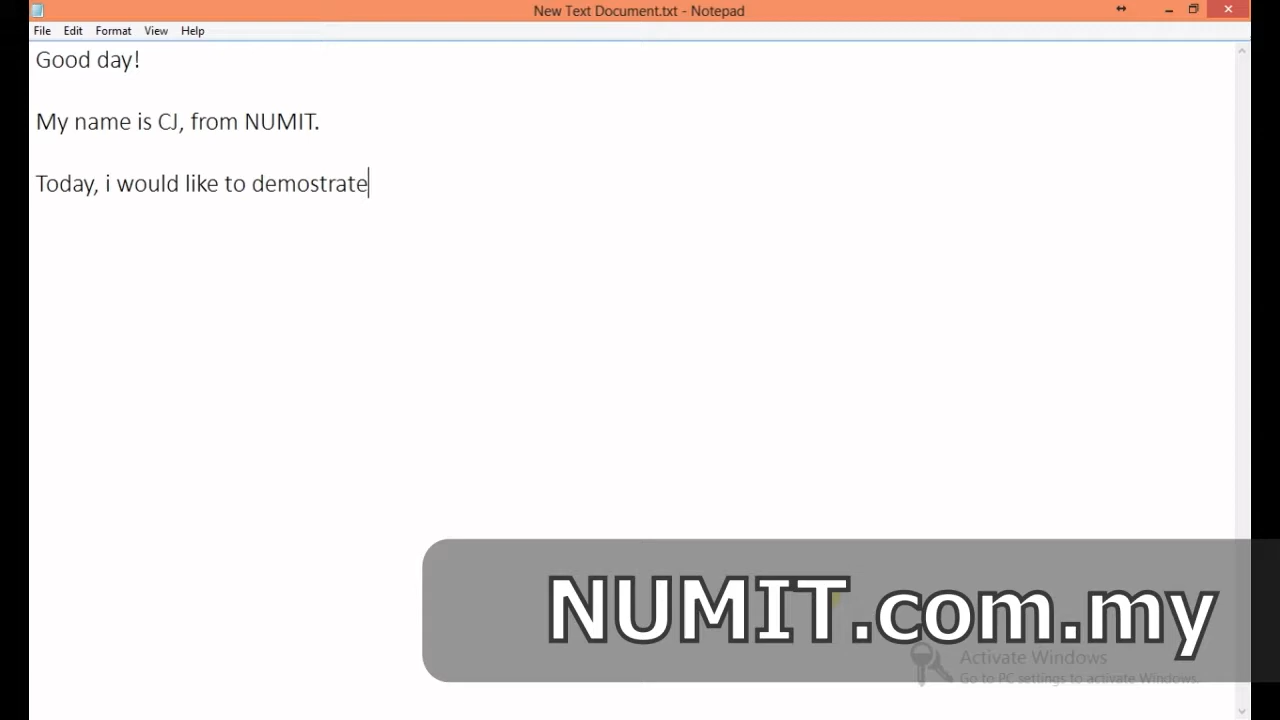 New Text Document.txt - Notepad
File Edit Format View Help
Good day!
My name is CJ, from NUMIT.
Today, i would like to demostrate
NUMIT.com.my
Activate Windows
Go to PC settings to activate Windows.